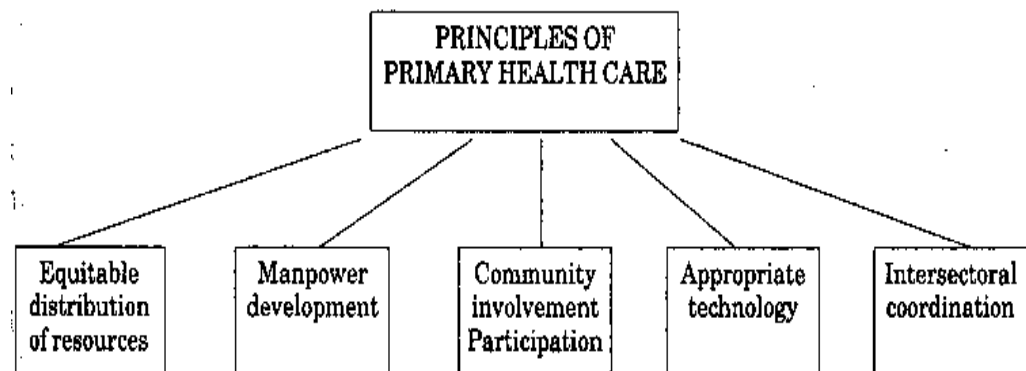 PRINCIPLES OF
PRIMARY HEALTH CARE
Equitable
distribution
of resources
Manpower
development
Community
involvement
Participation
Appropriate
technology
Intersectoral
coordination